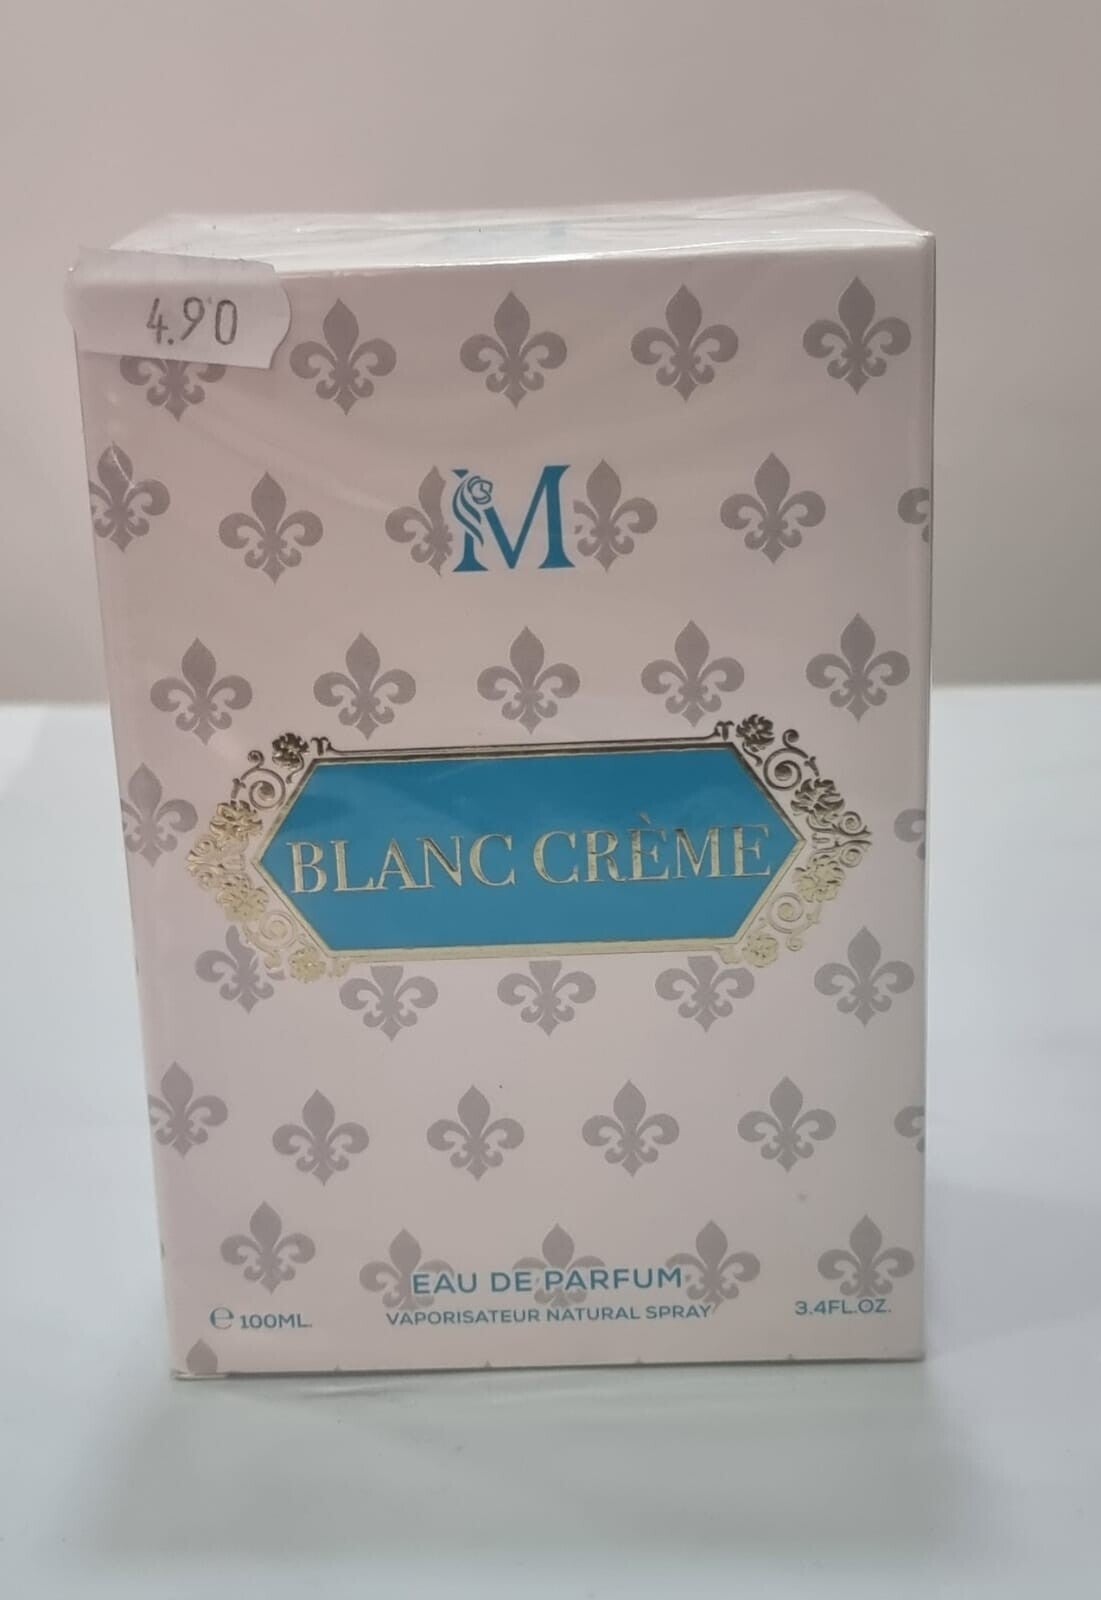 4.90
M
BLANC CRÈME
EAU DE PARFUM
℮ 100ML.
VAPORISATEUR NATURAL SPRAY
3.4FL.OZ.